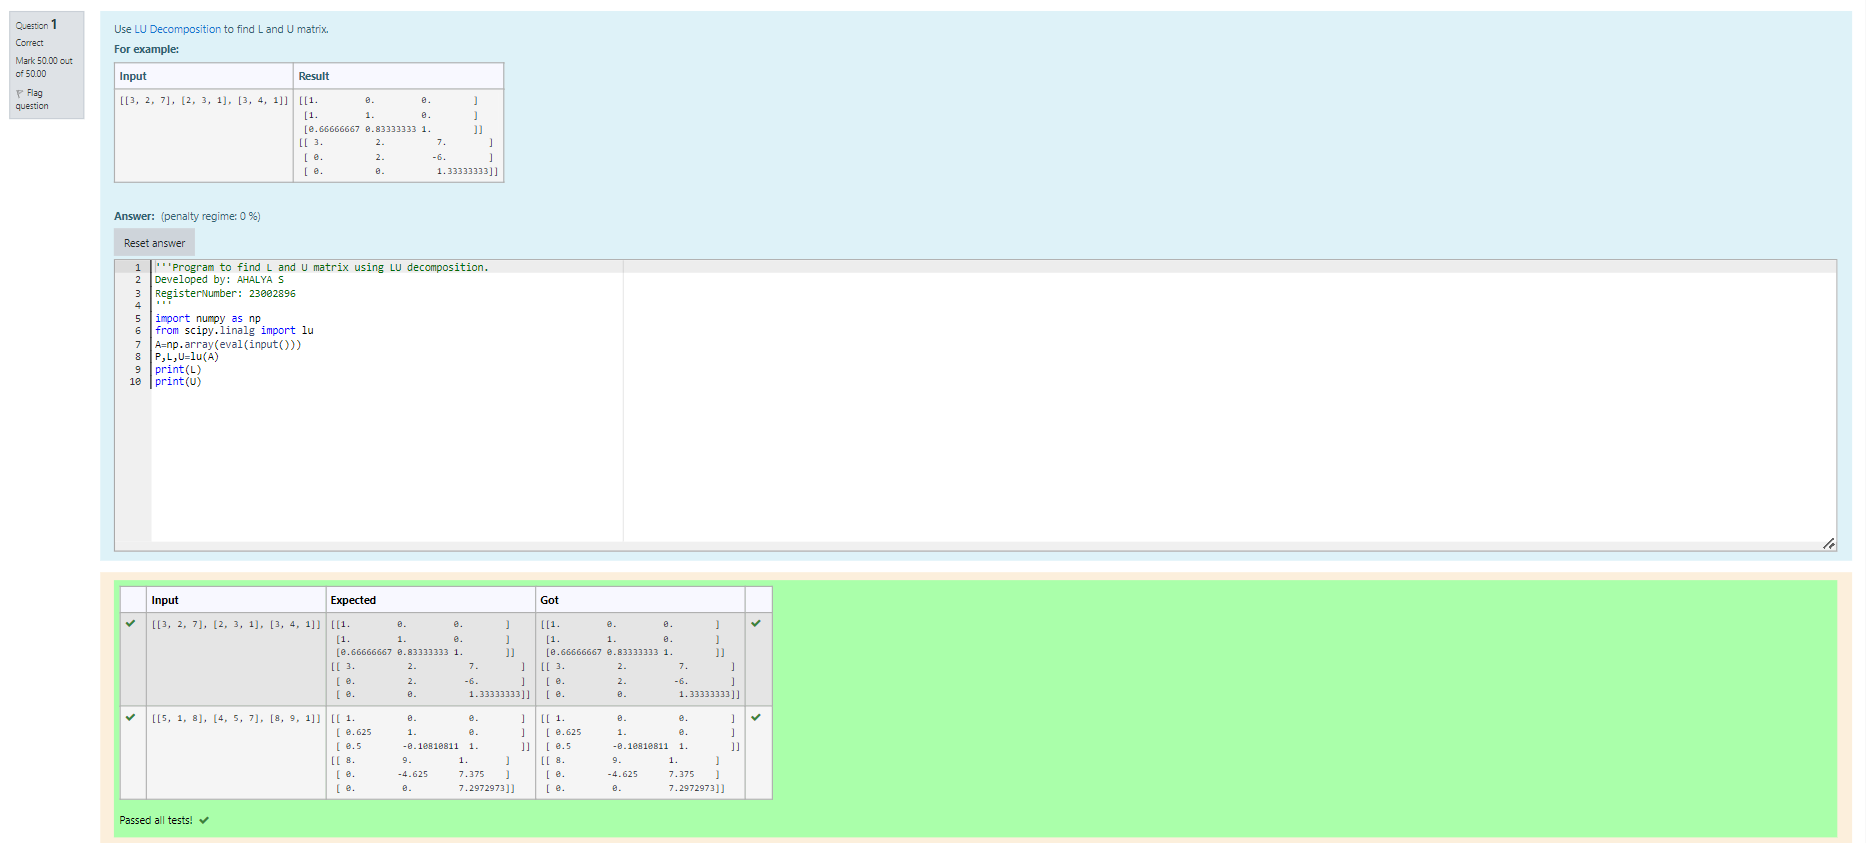 Question 1
Correct
Mark 50.00 out
of 50.00
Flag
question
Use LU Decomposition to find L and U matrix.
For example:
Input Result
[[3, 2, 7], [2, 3, 1], [3, 4, 1]] [[1. 0. 0. ]
[1. 1. 0. ]
[0.66666667 0.83333333 1. ]]
[[ 3. 2. 7. ]
[ 0. 2. -6. ]
[ 0. 0. 1.33333333]]
Answer: (penalty regime: 0 %)
Reset answer
1 '''Program to find L and U matrix using LU decomposition.
2 Developed by: AHALYA S
3 RegisterNumber: 23002896
4 '''
5 import numpy as np
6 from scipy.linalg import lu
7 A=np.array(eval(input()))
8 P,L,U=lu(A)
9 print(L)
10 print(U)
Input Expected Got
[[3, 2, 7], [2, 3, 1], [3, 4, 1]] [[1. 0. 0. ] [[1. 0. 0. ]
[1. 1. 0. ] [1. 1. 0. ]
[0.66666667 0.83333333 1. ]] [0.66666667 0.83333333 1. ]]
[[ 3. 2. 7. ] [[ 3. 2. 7. ]
[ 0. 2. -6. ] [ 0. 2. -6. ]
[ 0. 0. 1.33333333]] [ 0. 0. 1.33333333]]
[[5, 1, 8], [4, 5, 7], [8, 9, 1]] [[ 1. 0. 0. ] [[ 1. 0. 0. ]
[ 0.625 1. 0. ] [ 0.625 1. 0. ]
[ 0.5 -0.10810811 1. ]] [ 0.5 -0.10810811 1. ]]
[[ 8. 9. 1. ] [[ 8. 9. 1. ]
[ 0. -4.625 7.375 ] [ 0. -4.625 7.375 ]
[ 0. 0. 7.2972973]] [ 0. 0. 7.2972973]]
Passed all tests!